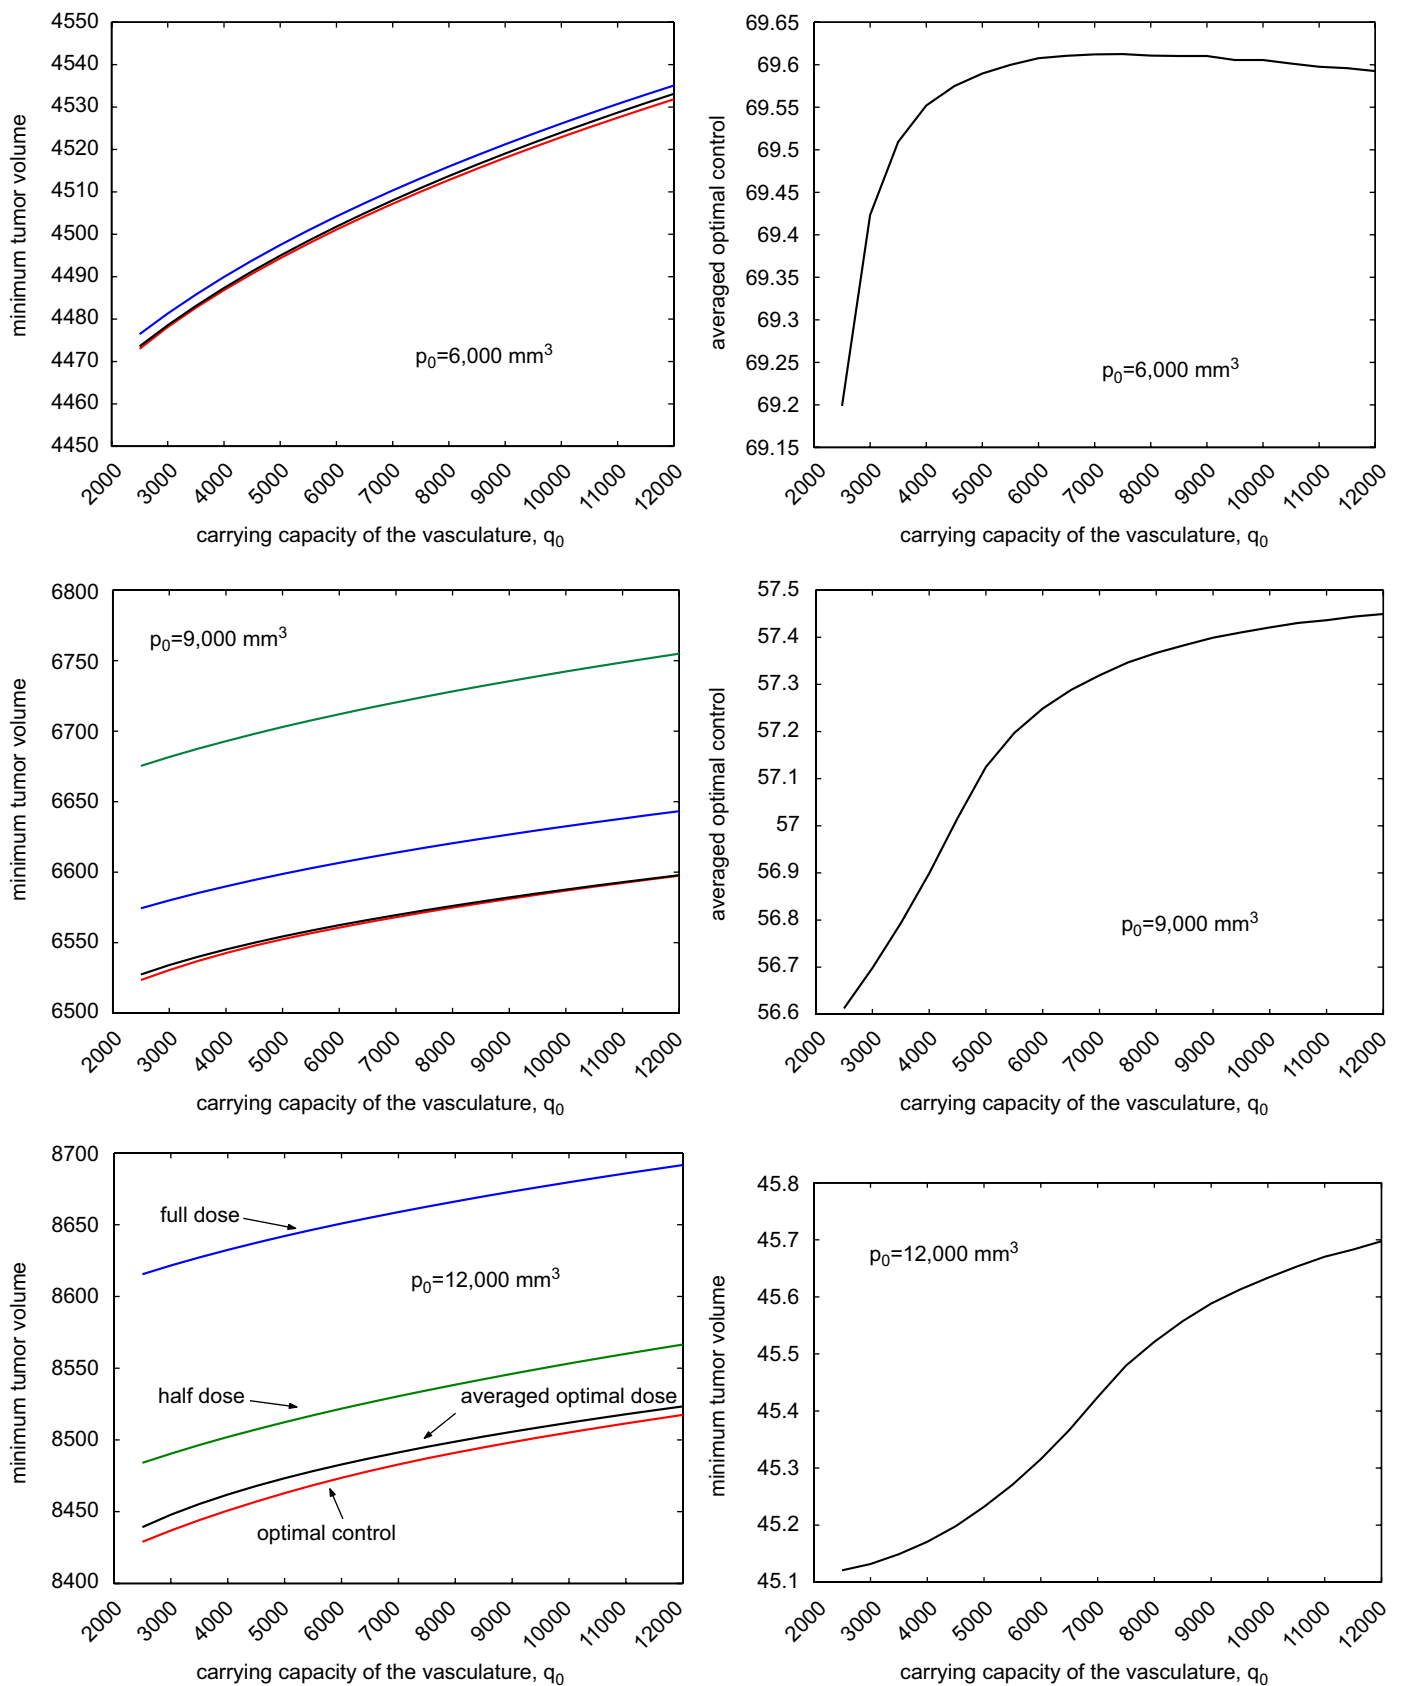 4550
4540
4530
4520
4510
4500
4490
4480
4470
4460
4450
minimum tumor volume
p0=6,000 mm3
2000 3000 4000 5000 6000 7000 8000 9000 10000 11000 12000
carrying capacity of the vasculature, q0
69.65
69.6
69.55
69.5
69.45
69.4
69.35
69.3
69.25
69.2
69.15
averaged optimal control
p0=6,000 mm3
2000 3000 4000 5000 6000 7000 8000 9000 10000 11000 12000
carrying capacity of the vasculature, q0
6800
6750
6700
6650
6600
6550
6500
minimum tumor volume
p0=9,000 mm3
2000 3000 4000 5000 6000 7000 8000 9000 10000 11000 12000
carrying capacity of the vasculature, q0
57.5
57.4
57.3
57.2
57.1
57
56.9
56.8
56.7
56.6
averaged optimal control
p0=9,000 mm3
2000 3000 4000 5000 6000 7000 8000 9000 10000 11000 12000
carrying capacity of the vasculature, q0
8700
8650
8600
8550
8500
8450
8400
minimum tumor volume
full dose
p0=12,000 mm3
half dose
averaged optimal dose
optimal control
2000 3000 4000 5000 6000 7000 8000 9000 10000 11000 12000
carrying capacity of the vasculature, q0
45.8
45.7
45.6
45.5
45.4
45.3
45.2
45.1
minimum tumor volume
p0=12,000 mm3
2000 3000 4000 5000 6000 7000 8000 9000 10000 11000 12000
carrying capacity of the vasculature, q0